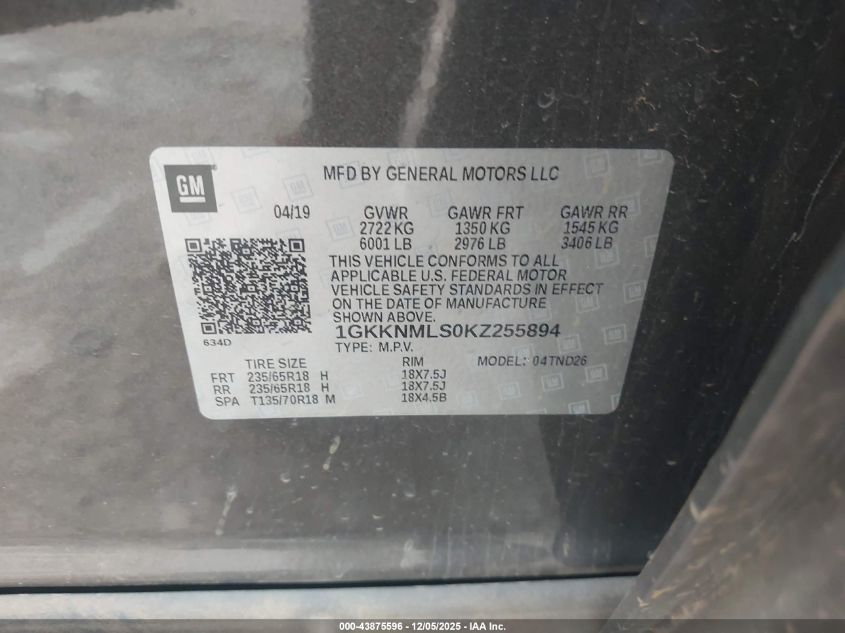 GM
MFD BY GENERAL MOTORS LLC
04/19 GVWR GAWR FRT GAWR RR
2722 KG 1350 KG 1545 KG
6001 LB 2976 LB 3406 LB
THIS VEHICLE CONFORMS TO ALL
APPLICABLE U.S. FEDERAL MOTOR
VEHICLE SAFETY STANDARDS IN EFFECT
ON THE DATE OF MANUFACTURE
SHOWN ABOVE.
634D
1GKKNMLS0KZ255894
TYPE: M.P.V.
TIRE SIZE RIM MODEL: 04TND26
FRT 235/65R18 H 18X7.5J
RR 235/65R18 H 18X7.5J
SPA T135/70R18 M 18X4.5B
000-43875596 - 12/05/2025 - IAA Inc.